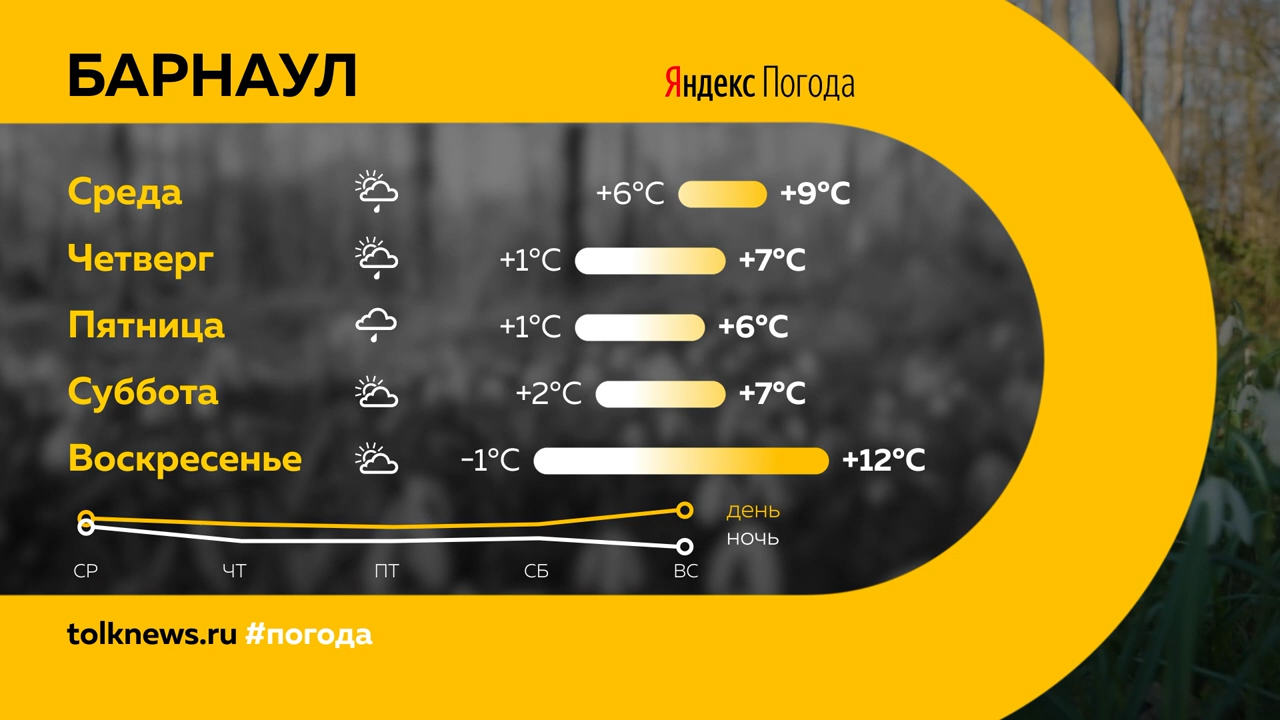 БАРНАУЛ
Яндекс Погода
Среда +6°C +9°C
Четверг +1°C +7°C
Пятница +1°C +6°C
Суббота +2°C +7°C
Воскресенье -1°C +12°C
день
ночь
СР ЧТ ПТ СБ ВС
tolknews.ru #погода